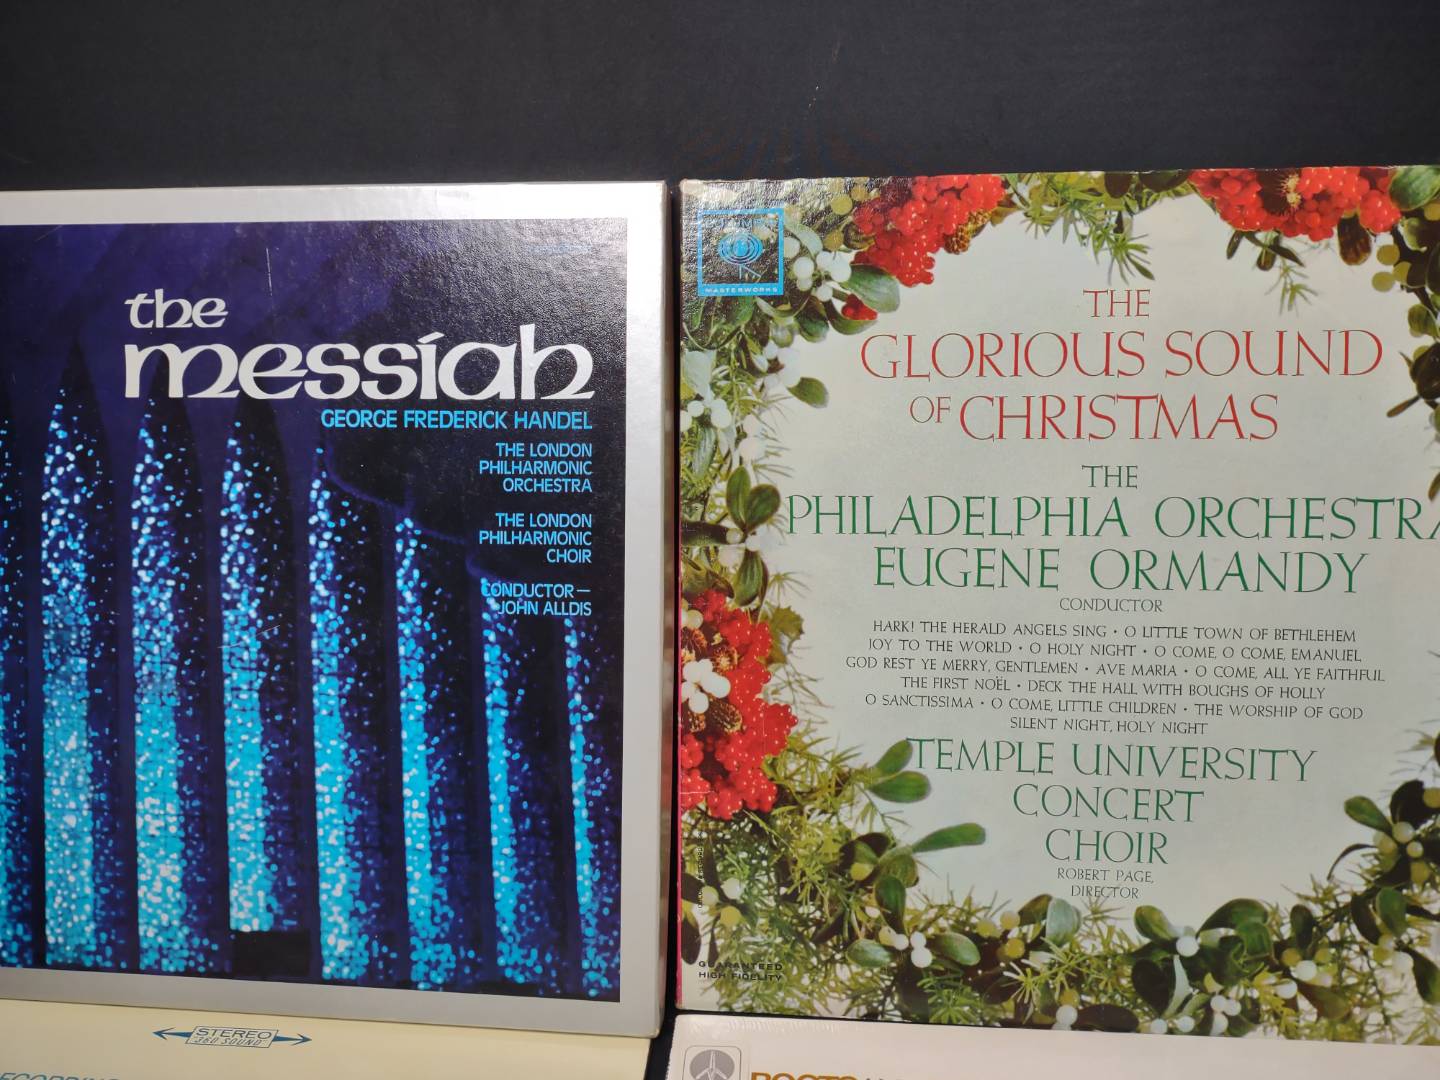 the
messiah
GEORGE FREDERICK HANDEL
THE LONDON
PHILHARMONIC
ORCHESTRA
THE LONDON
PHILHARMONIC
CHOIR
CONDUCTOR—
JOHN ALLDIS
MASTERWORKS
THE
GLORIOUS SOUND
OF CHRISTMAS
THE
PHILADELPHIA ORCHESTRA
EUGENE ORMANDY
CONDUCTOR
HARK! THE HERALD ANGELS SING • O LITTLE TOWN OF BETHLEHEM
JOY TO THE WORLD • O HOLY NIGHT • O COME, O COME, EMANUEL
GOD REST YE MERRY, GENTLEMEN • AVE MARIA • O COME, ALL YE FAITHFUL
THE FIRST NOËL • DECK THE HALL WITH BOUGHS OF HOLLY
O SANCTISSIMA • O COME, LITTLE CHILDREN • THE WORSHIP OF GOD
SILENT NIGHT, HOLY NIGHT
TEMPLE UNIVERSITY
CONCERT
CHOIR
ROBERT PAGE,
DIRECTOR
GUARANTEED
HIGH FIDELITY
STEREO
"360 SOUND"